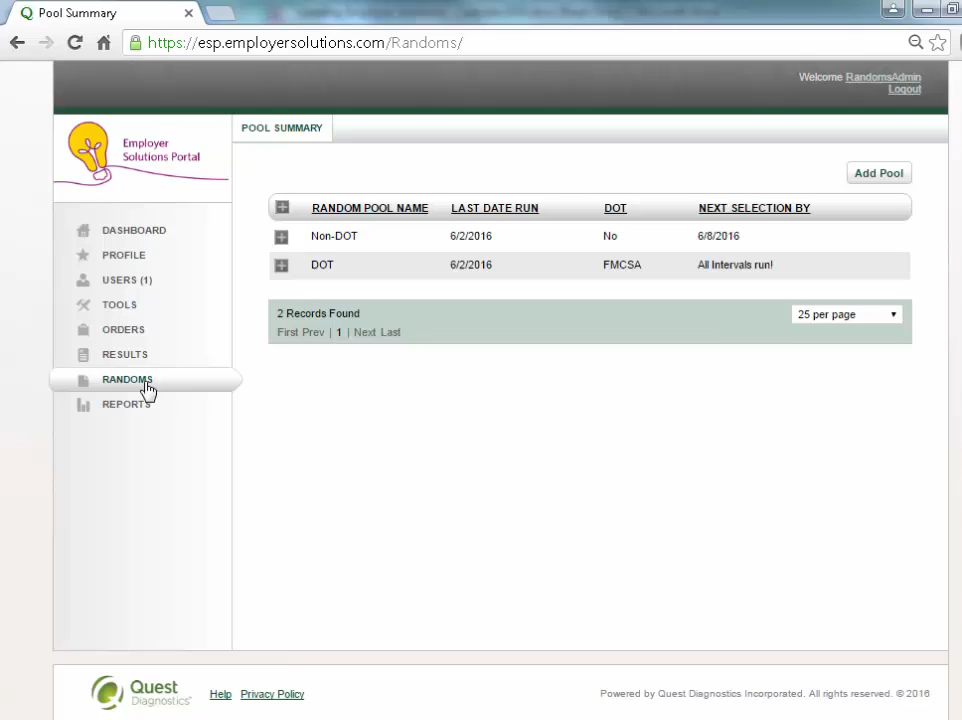 Pool Summary
https://esp.employersolutions.com/Randoms/
Welcome RandomsAdmin
Logout
Employer
Solutions Portal
POOL SUMMARY
Add Pool
RANDOM POOL NAME LAST DATE RUN DOT NEXT SELECTION BY
Non-DOT 6/2/2016 No 6/8/2016
DOT 6/2/2016 FMCSA All Intervals run!
2 Records Found
25 per page
First Prev | 1 | Next Last
DASHBOARD
PROFILE
USERS (1)
TOOLS
ORDERS
RESULTS
RANDOMS
REPORTS
Quest
Diagnostics™
Help Privacy Policy
Powered by Quest Diagnostics Incorporated. All rights reserved. © 2016